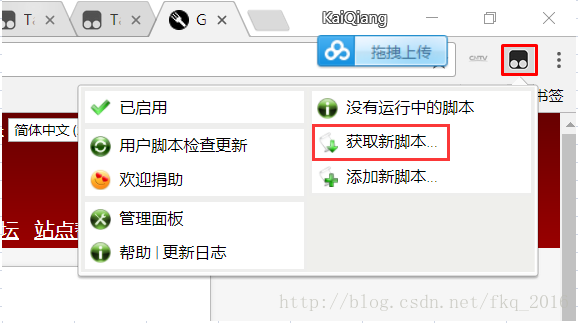 Ta
Ta
G
KaiQiang
拖拽上传
书签
简体中文 (
坛 站点
已启用
用户脚本检查更新
欢迎捐助
管理面板
帮助 | 更新日志
没有运行中的脚本
获取新脚本...
添加新脚本...
http://blog.csdn.net/fkq_2016